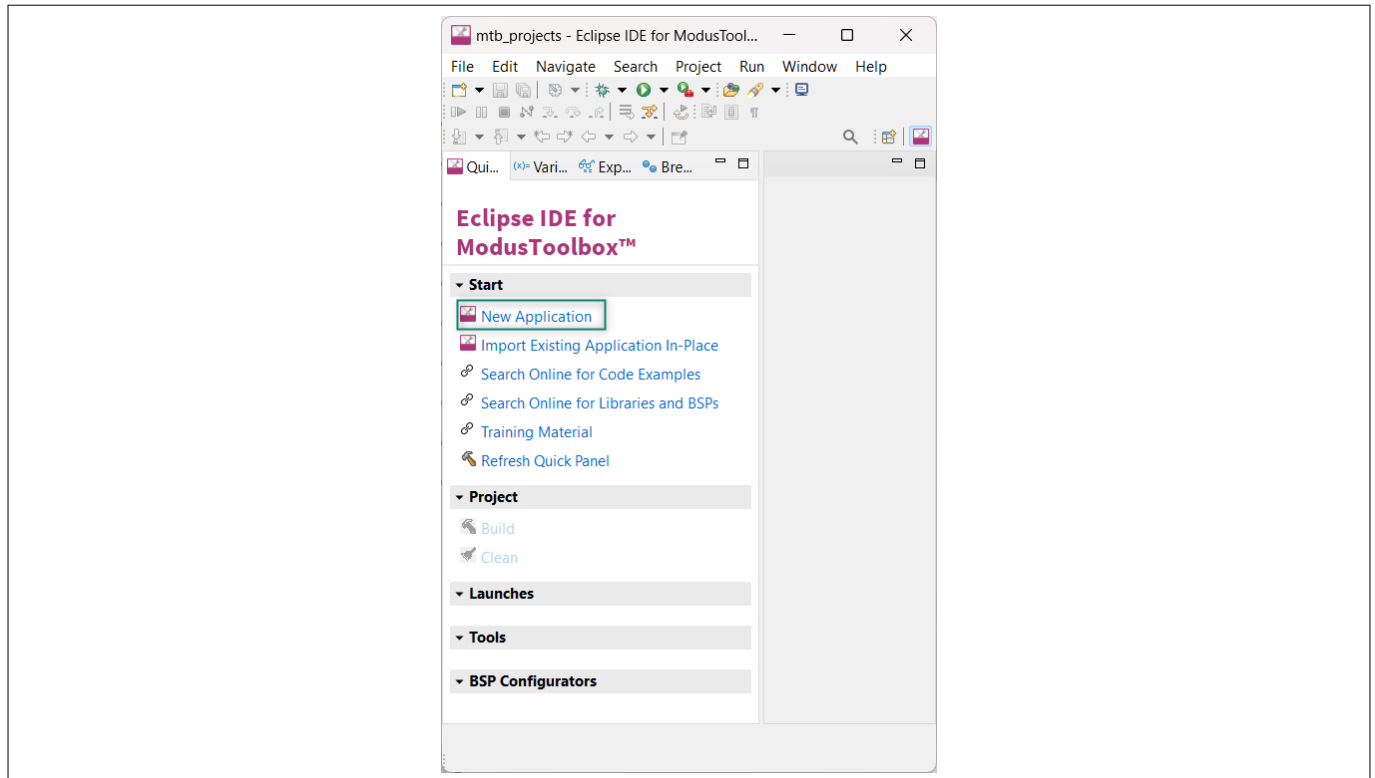 mtb_projects - Eclipse IDE for ModusTool...
File Edit Navigate Search Project Run Window Help
Qui... (x)= Vari... Exp... Bre...
Eclipse IDE for
ModusToolbox™
Start
New Application
Import Existing Application In-Place
Search Online for Code Examples
Search Online for Libraries and BSPs
Training Material
Refresh Quick Panel
Project
Build
Clean
Launches
Tools
BSP Configurators